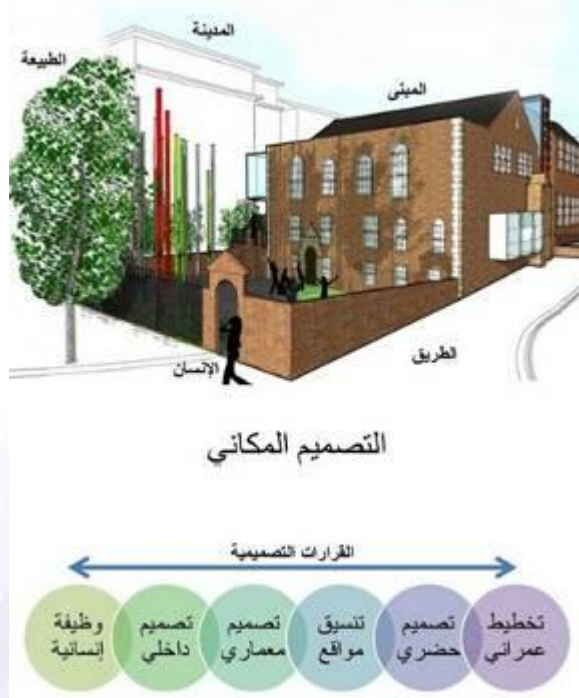 المدينة
الطبيعة
المبنى
الطريق
الإنسان
التصميم المكاني
القرارات التصميمية
تخطيط عمراني
تصميم حضري
تنسيق مواقع
تصميم معماري
تصميم داخلي
وظيفة إنسانية